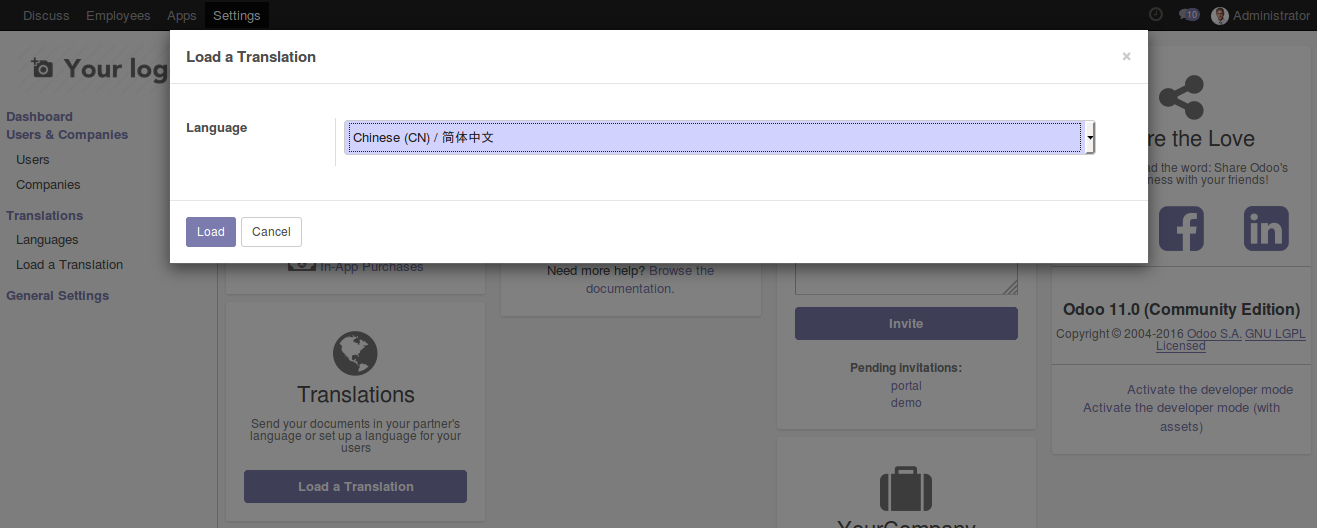 Discuss Employees Apps Settings
10 Administrator
Load a Translation ×
Your log
Dashboard
Users & Companies
Users
Companies
Translations
Languages
Load a Translation
General Settings
Language
Chinese (CN) / 简体中文
Load Cancel
In-App Purchases
Need more help? Browse the
documentation.
Translations
Send your documents in your partner's
language or set up a language for your
users
Load a Translation
Invite
Pending invitations:
portal
demo
YourCompany
re the Love
d the word: Share Odoo's
ness with your friends!
Odoo 11.0 (Community Edition)
Copyright © 2004-2016 Odoo S.A. GNU LGPL
Licensed
Activate the developer mode
Activate the developer mode (with
assets)